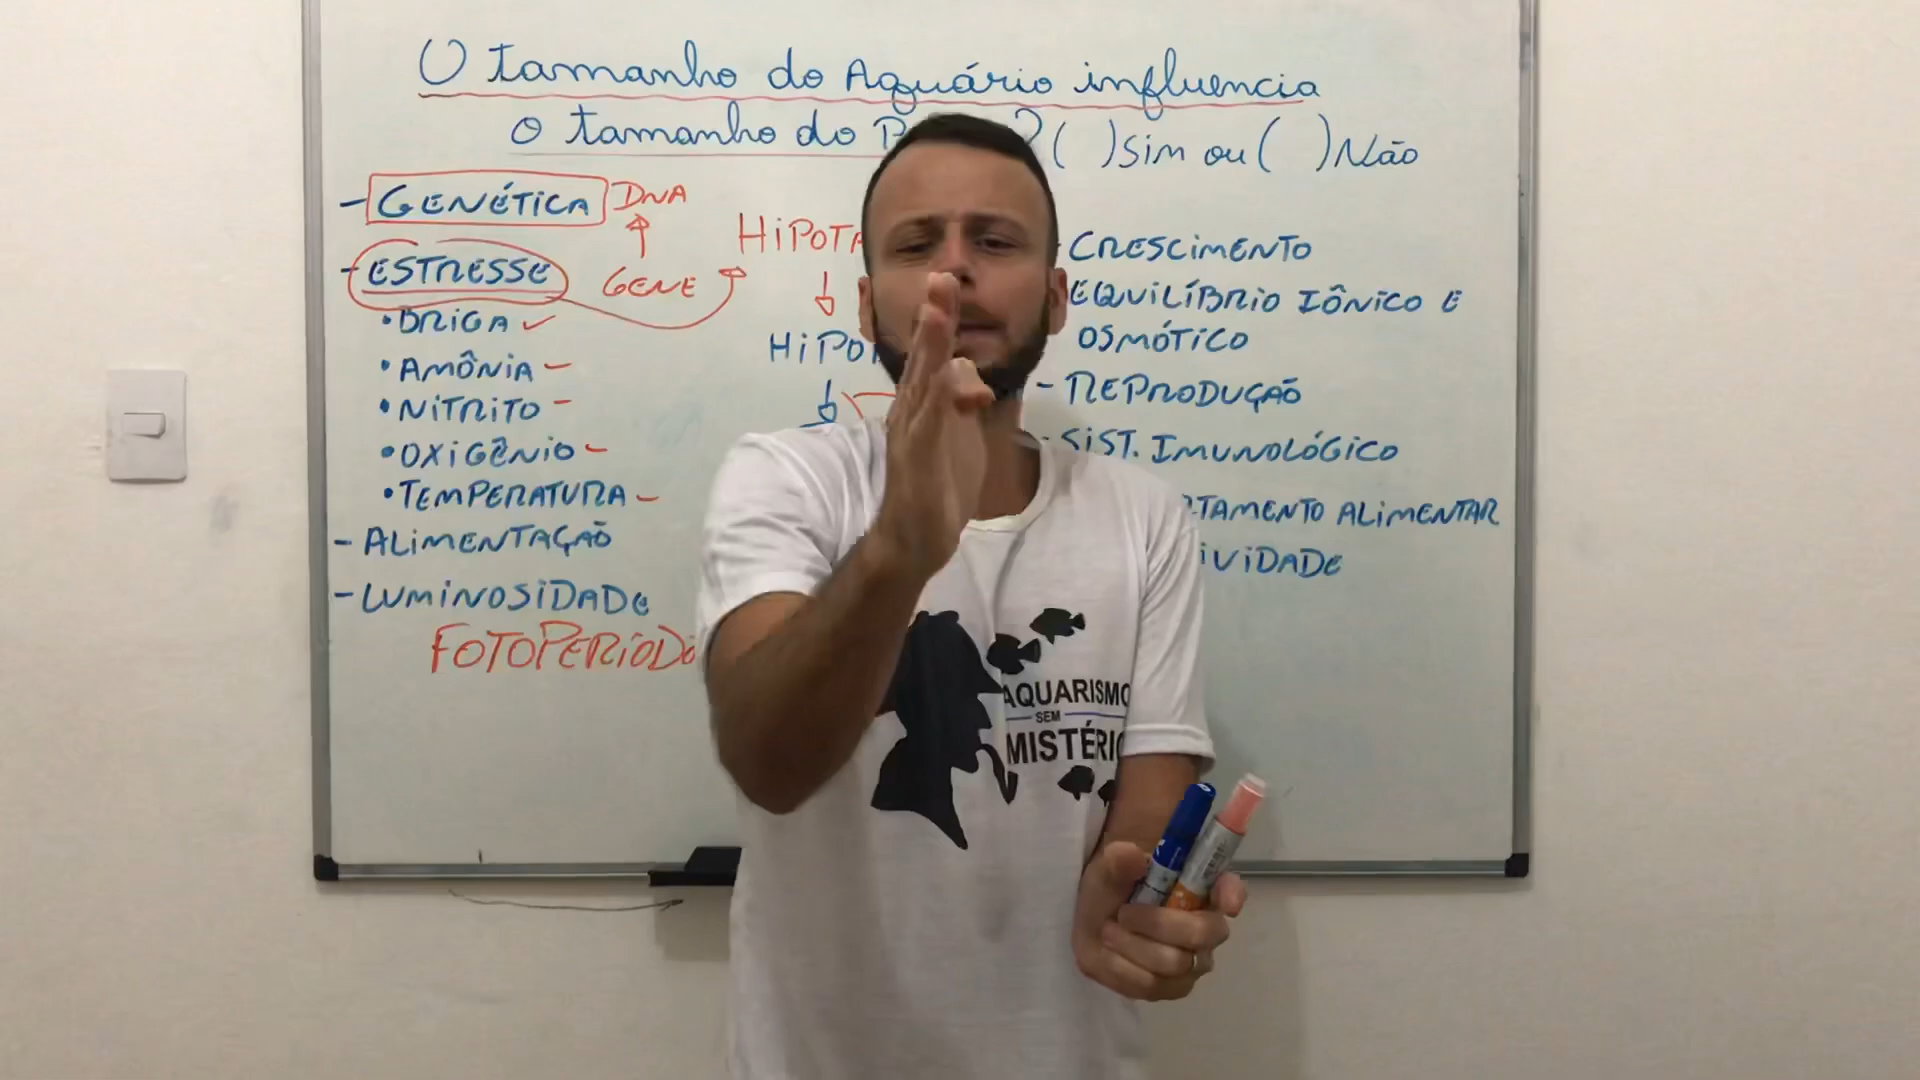 O tamanho do Aquário influencia
o tamanho do ? ( ) Sim ou ( ) Não
- GENÉTICA DNA
- ESTRESSE GENE
• BRIGA
• AMÔNIA
• NITRITO
• OXIGÊNIO
• TEMPERATURA
- ALIMENTAÇÃO
- LUMINOSIDADE
FOTOPERÍODO
HIPOTA
HIPO
- CRESCIMENTO
EQUILÍBRIO IÔNICO E
OSMÓTICO
- REPRODUÇÃO
- SIST. IMUNOLÓGICO
TAMENTO ALIMENTAR
IVIDADE
AQUARISMO
SEM
MISTÉRIO